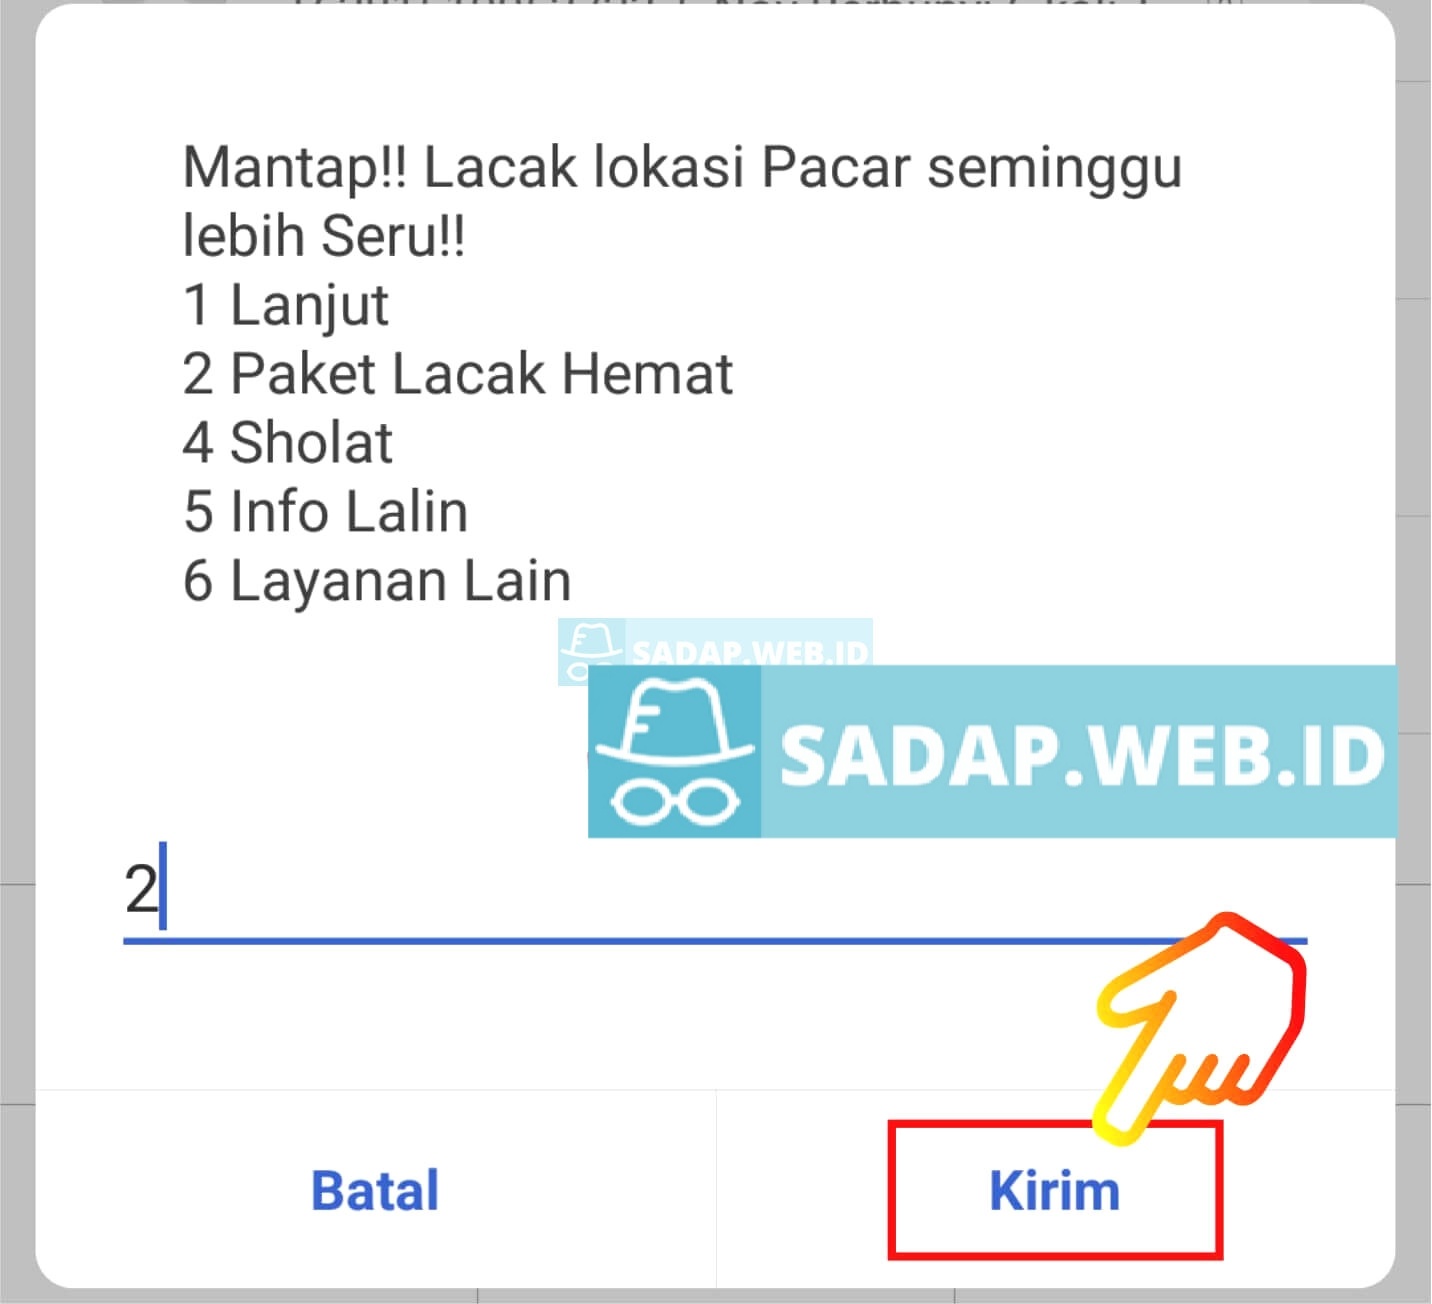 Mantap!! Lacak lokasi Pacar seminggu
lebih Seru!!
1 Lanjut
2 Paket Lacak Hemat
4 Sholat
5 Info Lalin
6 Layanan Lain
SADAP.WEB.ID
SADAP.WEB.ID
2
Batal
Kirim